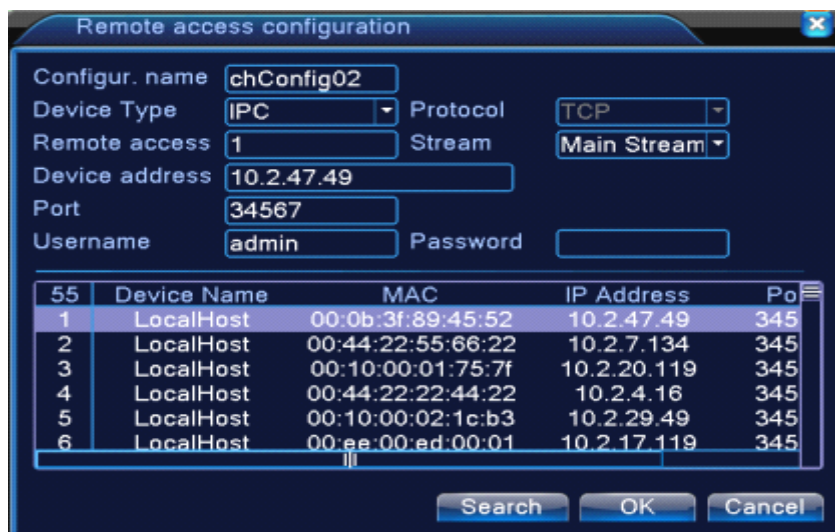 Remote access configuration
Configur. name chConfig02
Device Type IPC Protocol TCP
Remote access 1 Stream Main Stream
Device address 10.2.47.49
Port 34567
Username admin Password
55 Device Name MAC IP Address Po
1 LocalHost 00:0b:3f:89:45:52 10.2.47.49 345
2 LocalHost 00:44:22:55:66:22 10.2.7.134 345
3 LocalHost 00:10:00:01:75:7f 10.2.20.119 345
4 LocalHost 00:44:22:22:44:22 10.2.4.16 345
5 LocalHost 00:10:00:02:1c:b3 10.2.29.49 345
6 LocalHost 00:ee:00:ed:00:01 10.2.17.119 345
Search OK Cancel